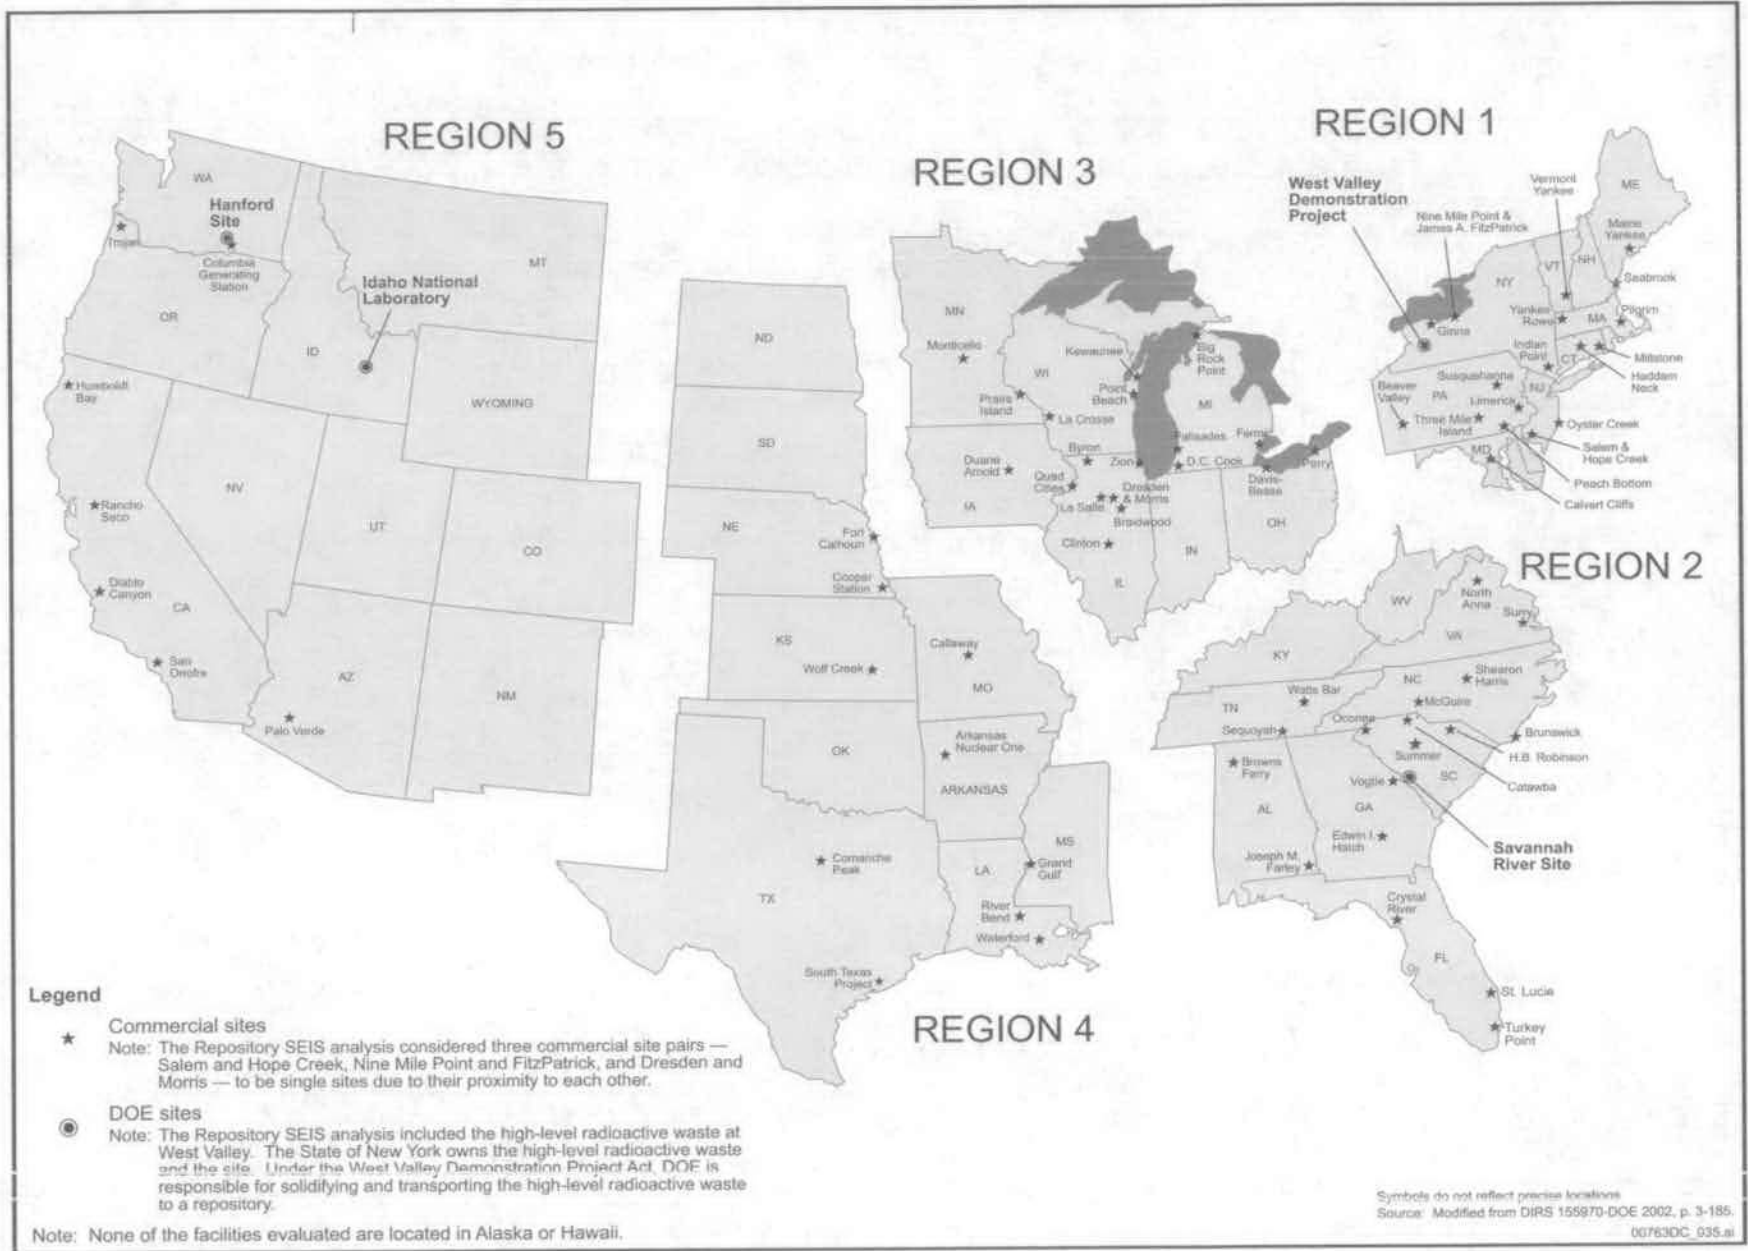 REGION 5
WA
Hanford
Site
Trojan
Columbia
Generating
Station
MT
Idaho National
Laboratory
OR
ID
WYOMING
Humboldt
Bay
NV
Rancho
Seco
UT
CO
Diablo
Canyon
CA
San
Onofre
AZ
NM
Palo Verde
REGION 3
MN
Monticello
Kewaunee
Big
Rock
Point
WI
Point
Beach
Prairie
Island
MI
La Crosse
Palisades
Fermi
Byron
Zion
D.C. Cook
Perry
Duane
Arnold
Quad
Cities
Dresden
& Morris
Davis-
Besse
IA
La Salle
Braidwood
OH
Clinton
IN
IL
REGION 1
West Valley
Demonstration
Project
Vermont
Yankee
Nine Mile Point &
James A. FitzPatrick
ME
Maine
Yankee
NH
VT
NY
Seabrook
Yankee
Rowe
MA
Pilgrim
Ginna
Indian
Point
CT
Millstone
Haddam
Neck
Susquehanna
NJ
Beaver
Valley
PA
Limerick
Three Mile
Island
Oyster Creek
Salem &
Hope Creek
MD
Peach Bottom
Calvert Cliffs
REGION 2
WV
North
Anna
Surry
VA
KY
Shearon
Harris
NC
Watts Bar
McGuire
TN
Oconee
Sequoyah
Brunswick
H.B. Robinson
Summer
Browns
Ferry
Vogtle
SC
Catawba
AL
GA
Edwin I.
Hatch
Savannah
River Site
Joseph M.
Farley
Crystal
River
FL
St. Lucie
Turkey
Point
ND
SD
NE
Fort
Calhoun
Cooper
Station
KS
Callaway
Wolf Creek
MO
OK
Arkansas
Nuclear One
ARKANSAS
MS
Comanche
Peak
Grand
Gulf
LA
TX
River
Bend
Waterford
South Texas
Project
REGION 4
Legend
Commercial sites
Note: The Repository SEIS analysis considered three commercial site pairs —
Salem and Hope Creek, Nine Mile Point and FitzPatrick, and Dresden and
Morris — to be single sites due to their proximity to each other.
DOE sites
Note: The Repository SEIS analysis included the high-level radioactive waste at
West Valley. The State of New York owns the high-level radioactive waste
and the site. Under the West Valley Demonstration Project Act, DOE is
responsible for solidifying and transporting the high-level radioactive waste
to a repository.
Note: None of the facilities evaluated are located in Alaska or Hawaii.
Symbols do not reflect precise locations
Source: Modified from DIRS 155970-DOE 2002, p. 3-185.
00763DC_035.ai